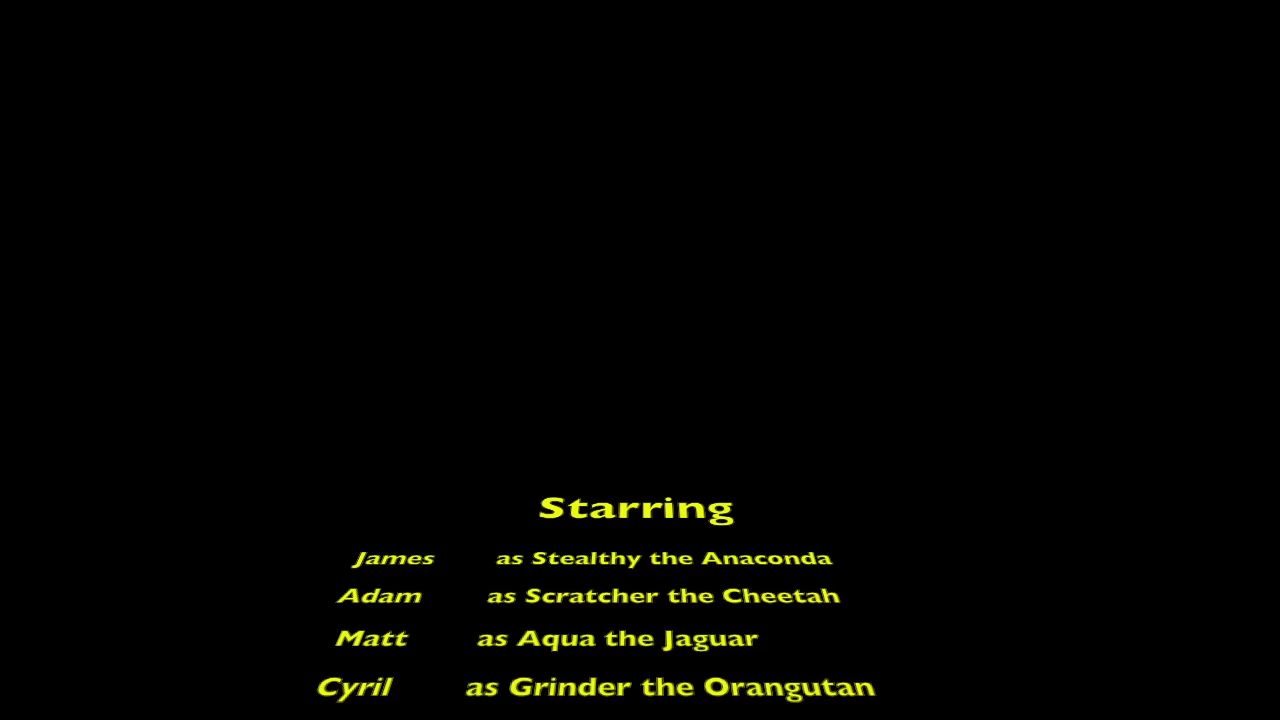 Starring
James as Stealthy the Anaconda
Adam as Scratcher the Cheetah
Matt as Aqua the Jaguar
Cyril as Grinder the Orangutan